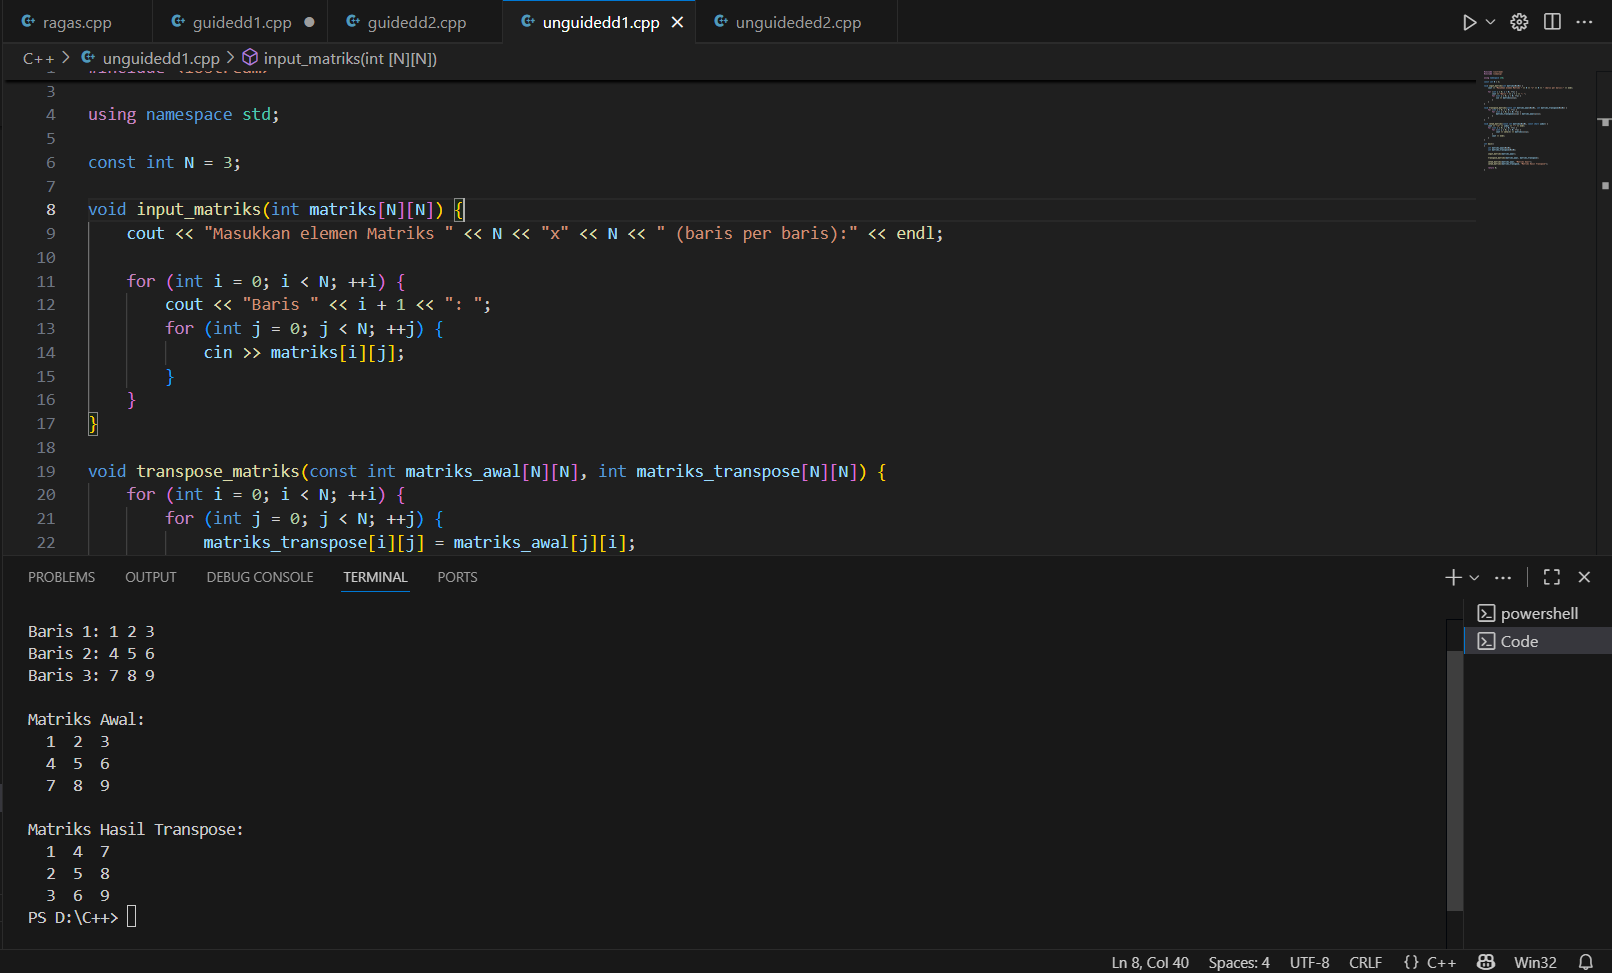 ragas.cpp guidedd1.cpp guidedd2.cpp unguidedd1.cpp unguideded2.cpp
C++ > unguidedd1.cpp > input_matriks(int [N][N])
3
4 using namespace std;
5
6 const int N = 3;
7
8 void input_matriks(int matriks[N][N]) {
9 cout << "Masukkan elemen Matriks " << N << "x" << N << " (baris per baris):" << endl;
10
11 for (int i = 0; i < N; ++i) {
12 cout << "Baris " << i + 1 << ": ";
13 for (int j = 0; j < N; ++j) {
14 cin >> matriks[i][j];
15 }
16 }
17 }
18
19 void transpose_matriks(const int matriks_awal[N][N], int matriks_transpose[N][N]) {
20 for (int i = 0; i < N; ++i) {
21 for (int j = 0; j < N; ++j) {
22 matriks_transpose[i][j] = matriks_awal[j][i];
PROBLEMS OUTPUT DEBUG CONSOLE TERMINAL PORTS
powershell
Code
Baris 1: 1 2 3
Baris 2: 4 5 6
Baris 3: 7 8 9
Matriks Awal:
1 2 3
4 5 6
7 8 9
Matriks Hasil Transpose:
1 4 7
2 5 8
3 6 9
PS D:\C++>
Ln 8, Col 40 Spaces: 4 UTF-8 CRLF {} C++ Win32